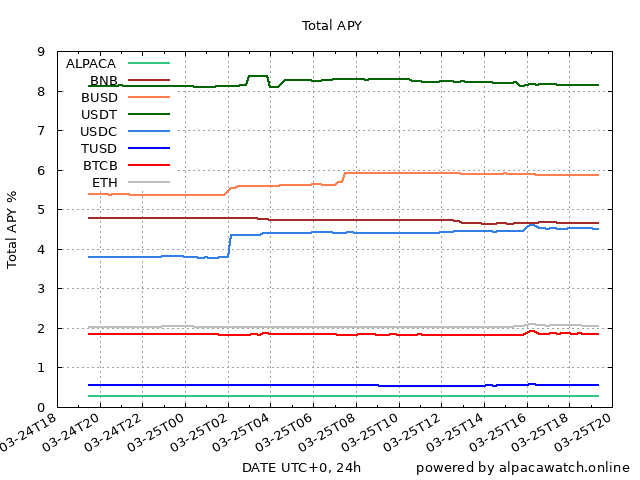 Total APY
ALPACA
BNB
BUSD
USDT
USDC
TUSD
BTCB
ETH
Total APY %
9
8
7
6
5
4
3
2
1
0
03-24T18
03-24T20
03-24T22
03-25T00
03-25T02
03-25T04
03-25T06
03-25T08
03-25T10
03-25T12
03-25T14
03-25T16
03-25T18
03-25T20
DATE UTC+0, 24h
powered by alpacawatch.online